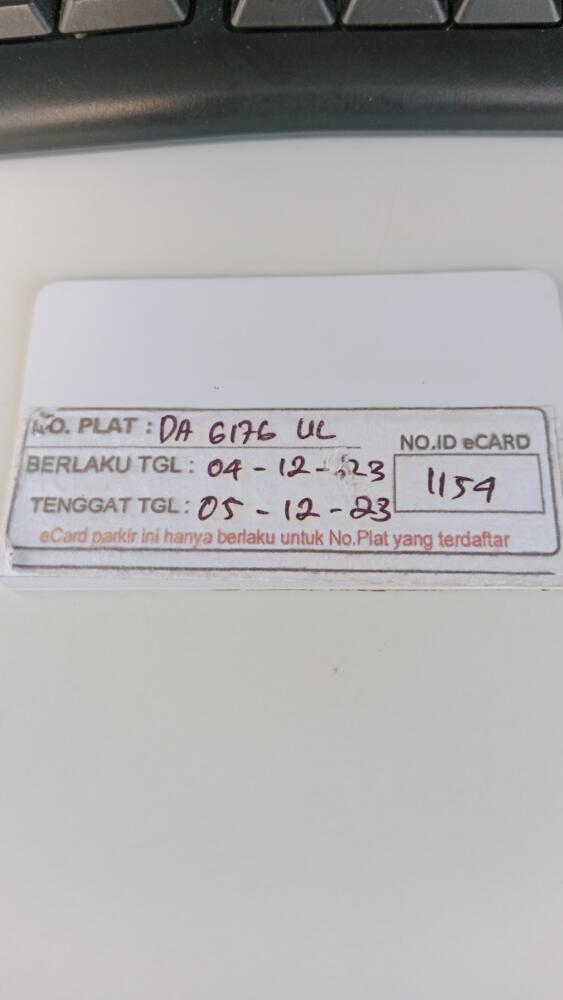 NO. PLAT : DA 6176 UL
NO.ID eCARD
BERLAKU TGL : 04 - 12 - 23
1154
TENGGAT TGL : 05 - 12 - 23
eCard parkir ini hanya berlaku untuk No.Plat yang terdaftar